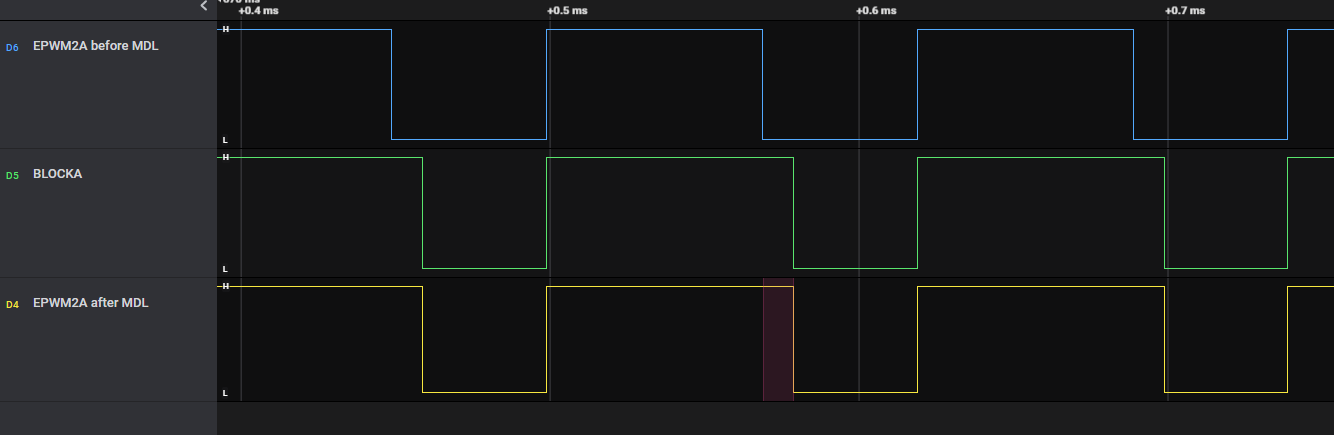 +0.4 ms
+0.5 ms
+0.6 ms
+0.7 ms
D6 EPWM2A before MDL
H
L
D5 BLOCKA
H
L
D4 EPWM2A after MDL
H
L